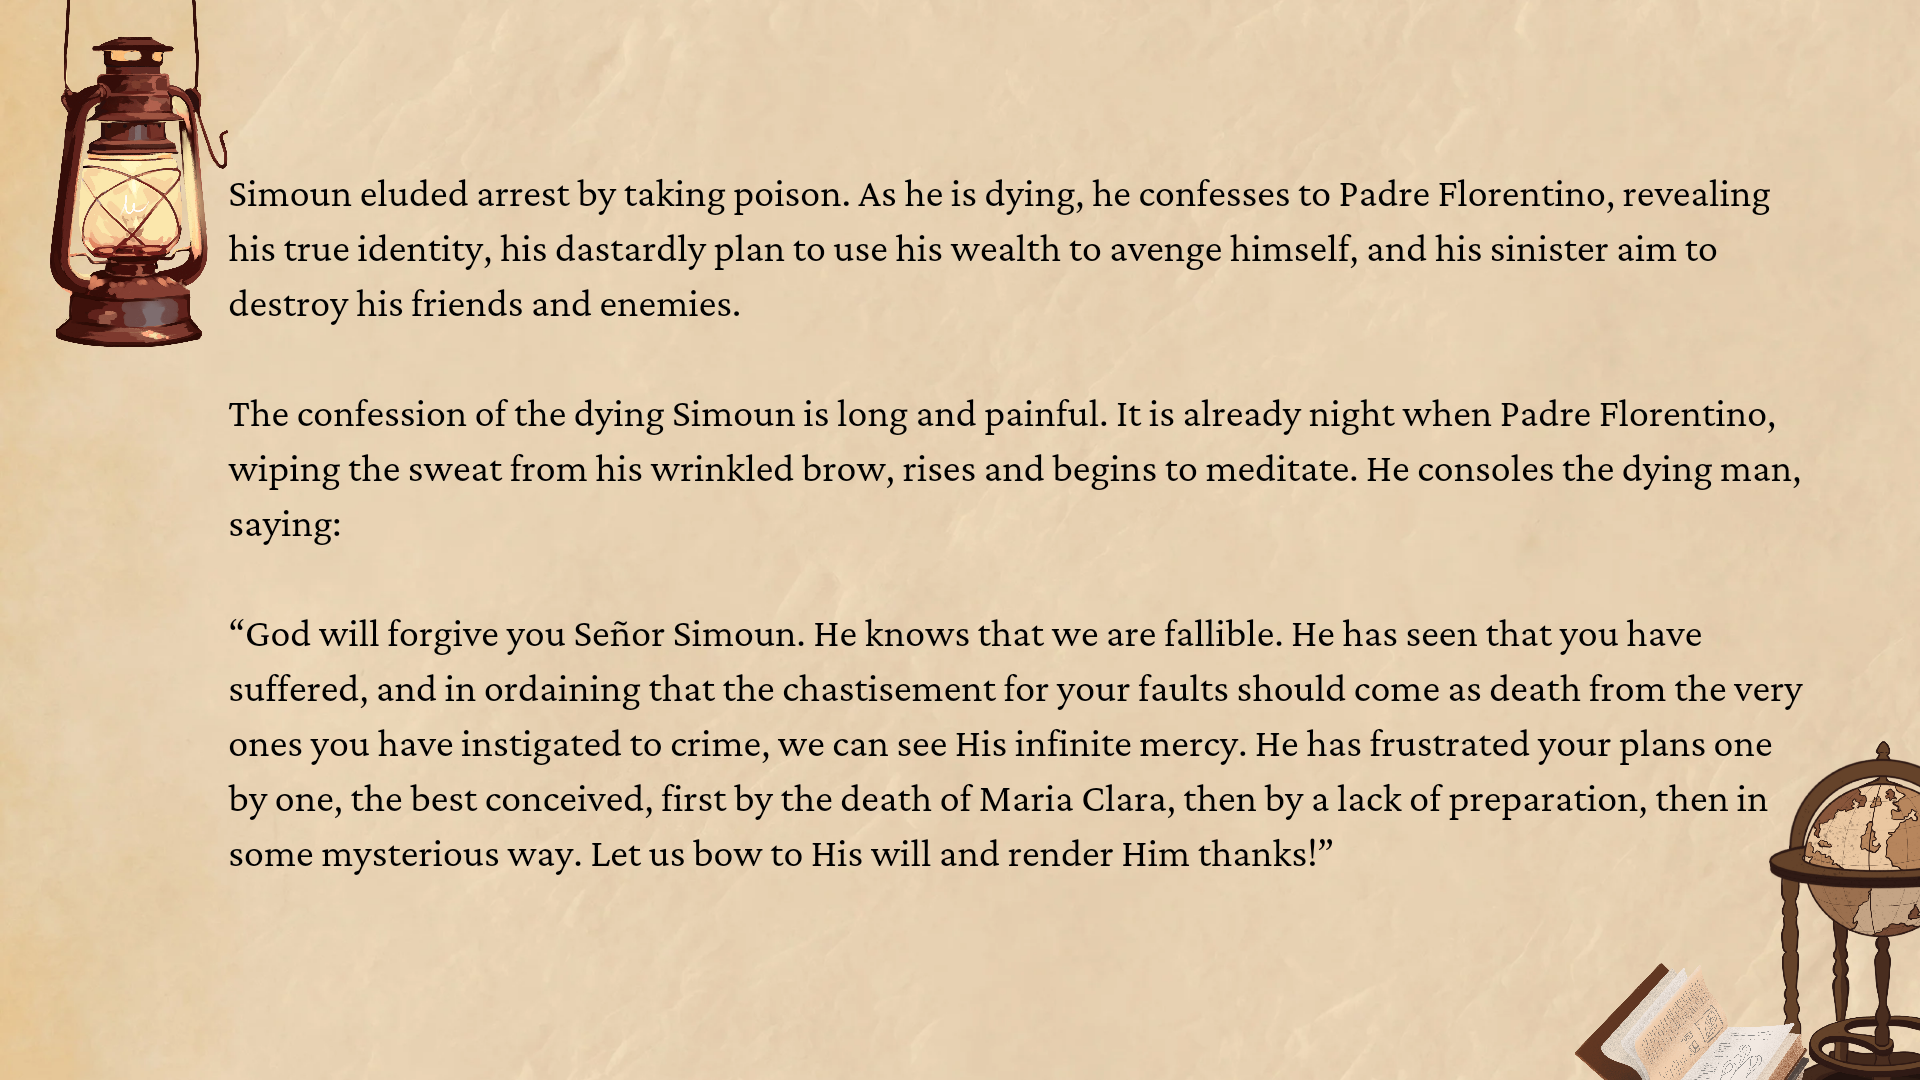 Simoun eluded arrest by taking poison. As he is dying, he confesses to Padre Florentino, revealing
his true identity, his dastardly plan to use his wealth to avenge himself, and his sinister aim to
destroy his friends and enemies.
The confession of the dying Simoun is long and painful. It is already night when Padre Florentino,
wiping the sweat from his wrinkled brow, rises and begins to meditate. He consoles the dying man,
saying:
“God will forgive you Señor Simoun. He knows that we are fallible. He has seen that you have
suffered, and in ordaining that the chastisement for your faults should come as death from the very
ones you have instigated to crime, we can see His infinite mercy. He has frustrated your plans one
by one, the best conceived, first by the death of Maria Clara, then by a lack of preparation, then in
some mysterious way. Let us bow to His will and render Him thanks!”